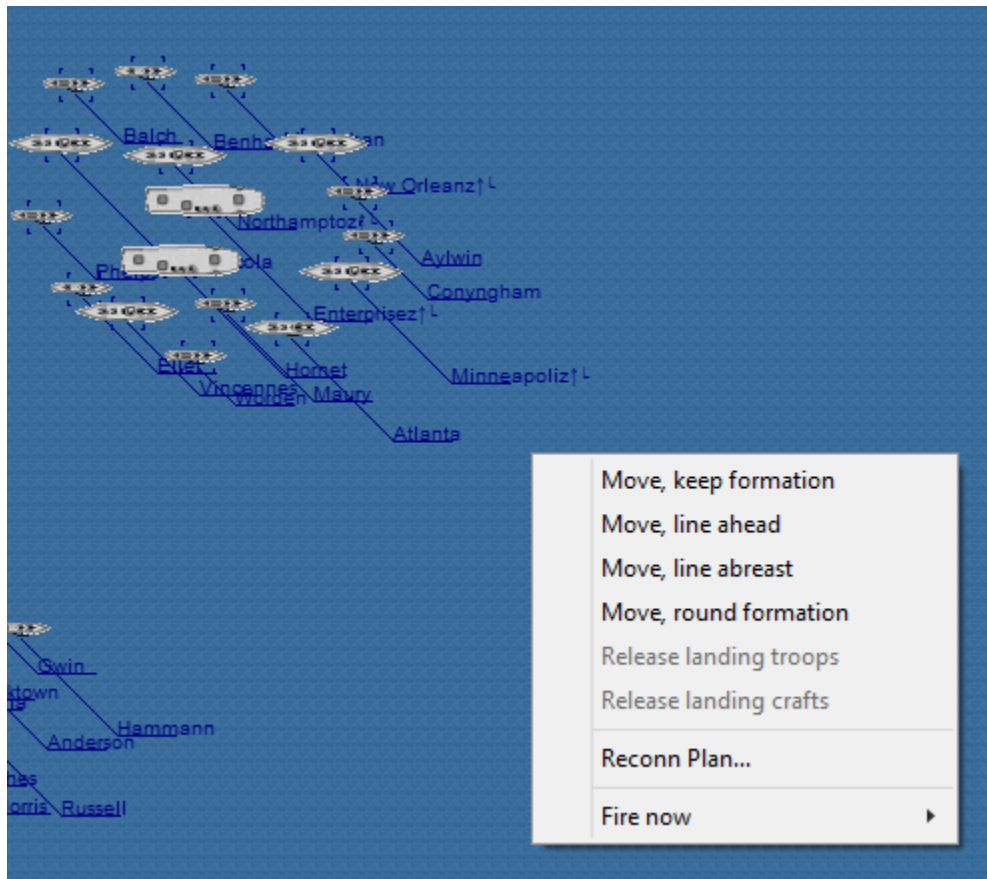 Balch
New Orleanz↑└
Northamptoz
Aylwin
Conyngham
Enterprisez↑└
Ellet
Hornet
Minneapoliz↑└
Vincennes
Worden
Maury
Atlanta
Gwin
Hammann
Anderson
Russell
Move, keep formation
Move, line ahead
Move, line abreast
Move, round formation
Release landing troops
Release landing crafts
Reconn Plan...
Fire now